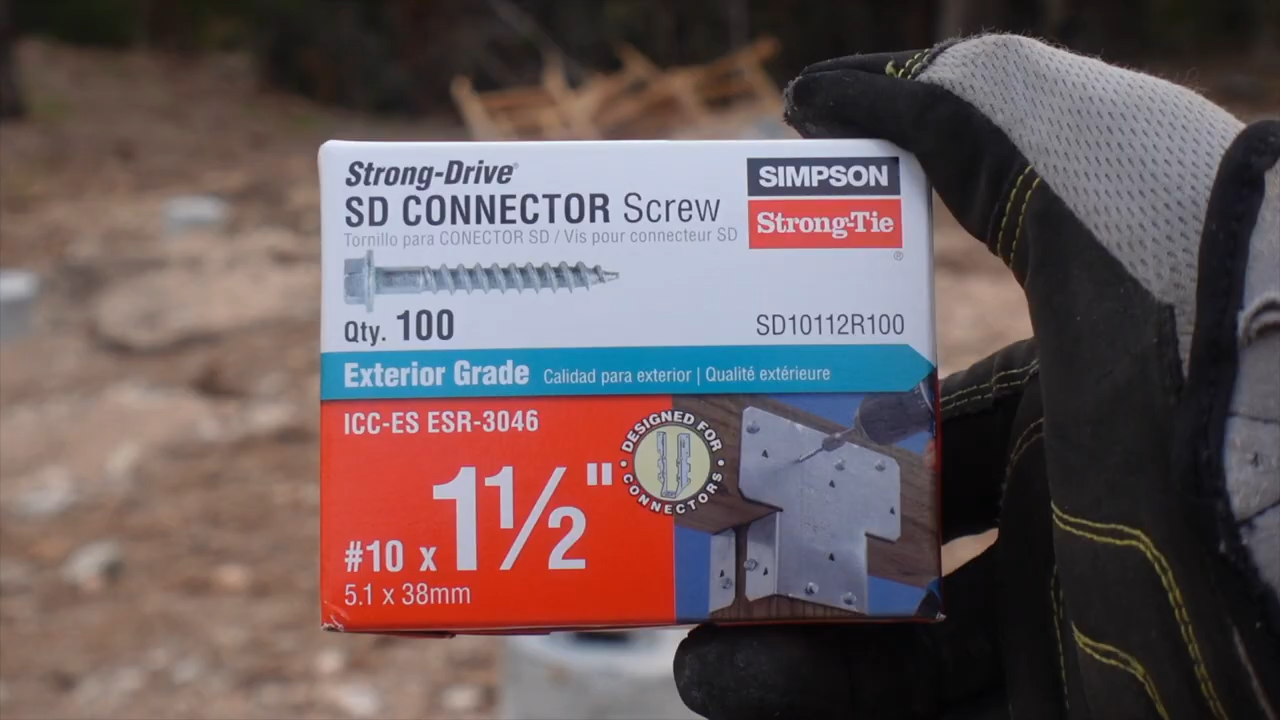 Strong-Drive®
SD CONNECTOR Screw
Tornillo para CONECTOR SD / Vis pour connecteur SD
SIMPSON
Strong-Tie
®
Qty. 100
SD10112R100
Exterior Grade Calidad para exterior | Qualité extérieure
ICC-ES ESR-3046
DESIGNED FOR
CONNECTORS
#10 x 1½"
5.1 x 38mm